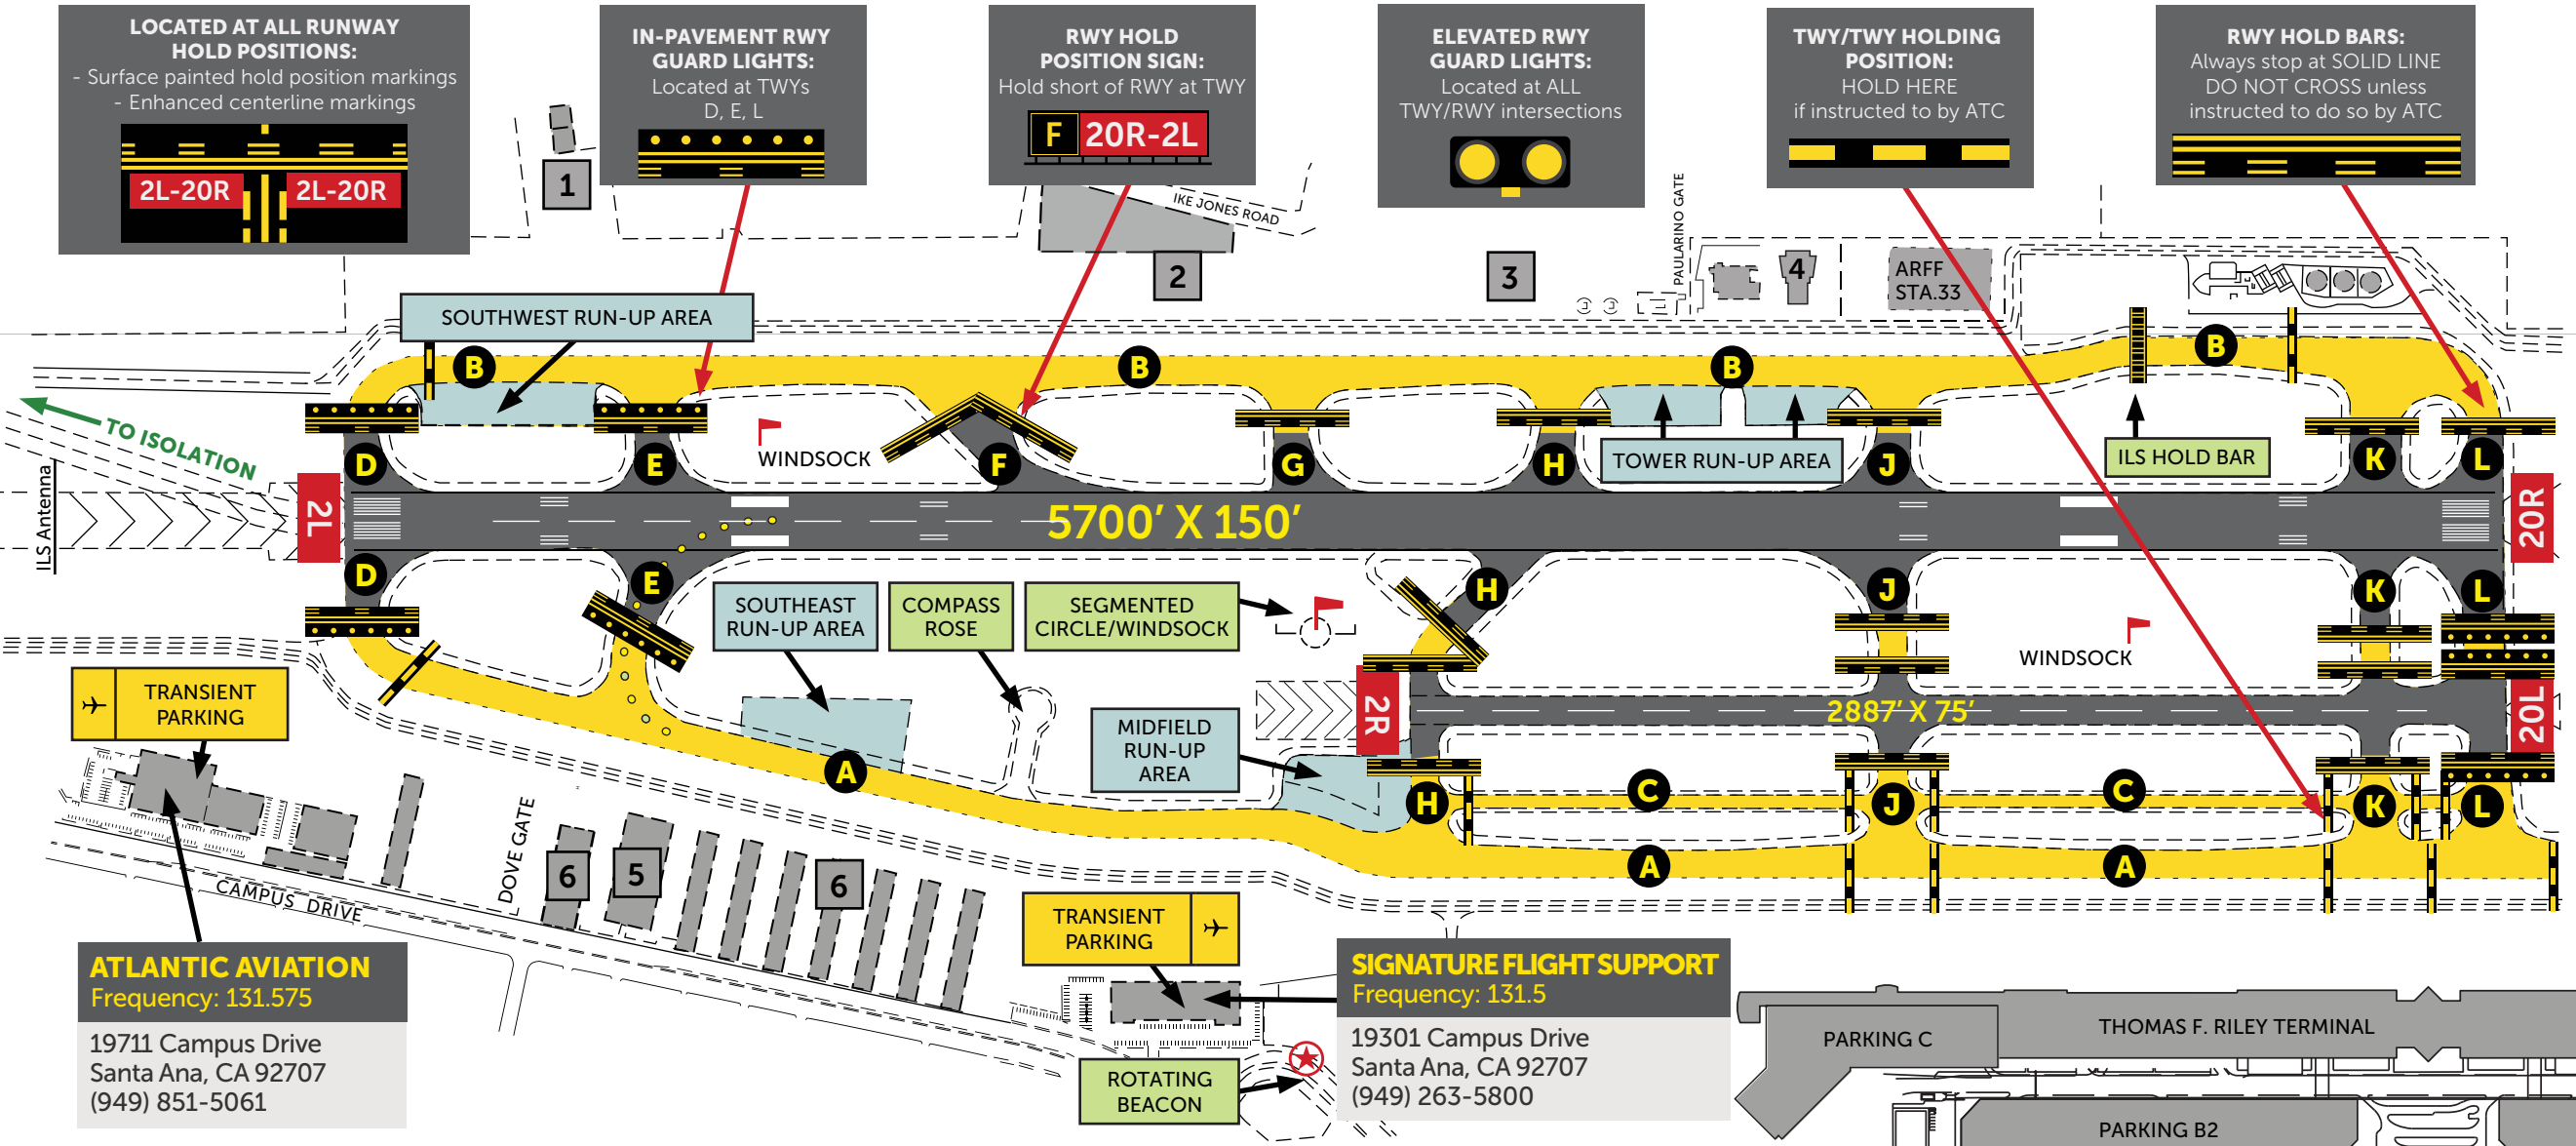 LOCATED AT ALL RUNWAY
HOLD POSITIONS:
- Surface painted hold position markings
- Enhanced centerline markings
2L-20R
2L-20R
IN-PAVEMENT RWY
GUARD LIGHTS:
Located at TWYs
D, E, L
RWY HOLD
POSITION SIGN:
Hold short of RWY at TWY
F 20R-2L
ELEVATED RWY
GUARD LIGHTS:
Located at ALL
TWY/RWY intersections
TWY/TWY HOLDING
POSITION:
HOLD HERE
if instructed to by ATC
RWY HOLD BARS:
Always stop at SOLID LINE
DO NOT CROSS unless
instructed to do so by ATC
1
IKE JONES ROAD
2
3
PAULARINO GATE
4
ARFF
STA.33
SOUTHWEST RUN-UP AREA
B
B
B
B
TO ISOLATION
ILS Antenna
WINDSOCK
TOWER RUN-UP AREA
ILS HOLD BAR
D
E
F
G
H
J
K
L
2L
5700' X 150'
20R
D
E
H
J
K
L
SOUTHEAST
RUN-UP AREA
COMPASS
ROSE
SEGMENTED
CIRCLE/WINDSOCK
WINDSOCK
TRANSIENT
PARKING
MIDFIELD
RUN-UP
AREA
2R
2887' X 75'
20L
A
H
C
J
C
K
L
A
A
DOVE GATE
6
5
6
CAMPUS DRIVE
TRANSIENT
PARKING
ATLANTIC AVIATION
Frequency: 131.575
19711 Campus Drive
Santa Ana, CA 92707
(949) 851-5061
SIGNATURE FLIGHT SUPPORT
Frequency: 131.5
19301 Campus Drive
Santa Ana, CA 92707
(949) 263-5800
ROTATING
BEACON
PARKING C
THOMAS F. RILEY TERMINAL
PARKING B2